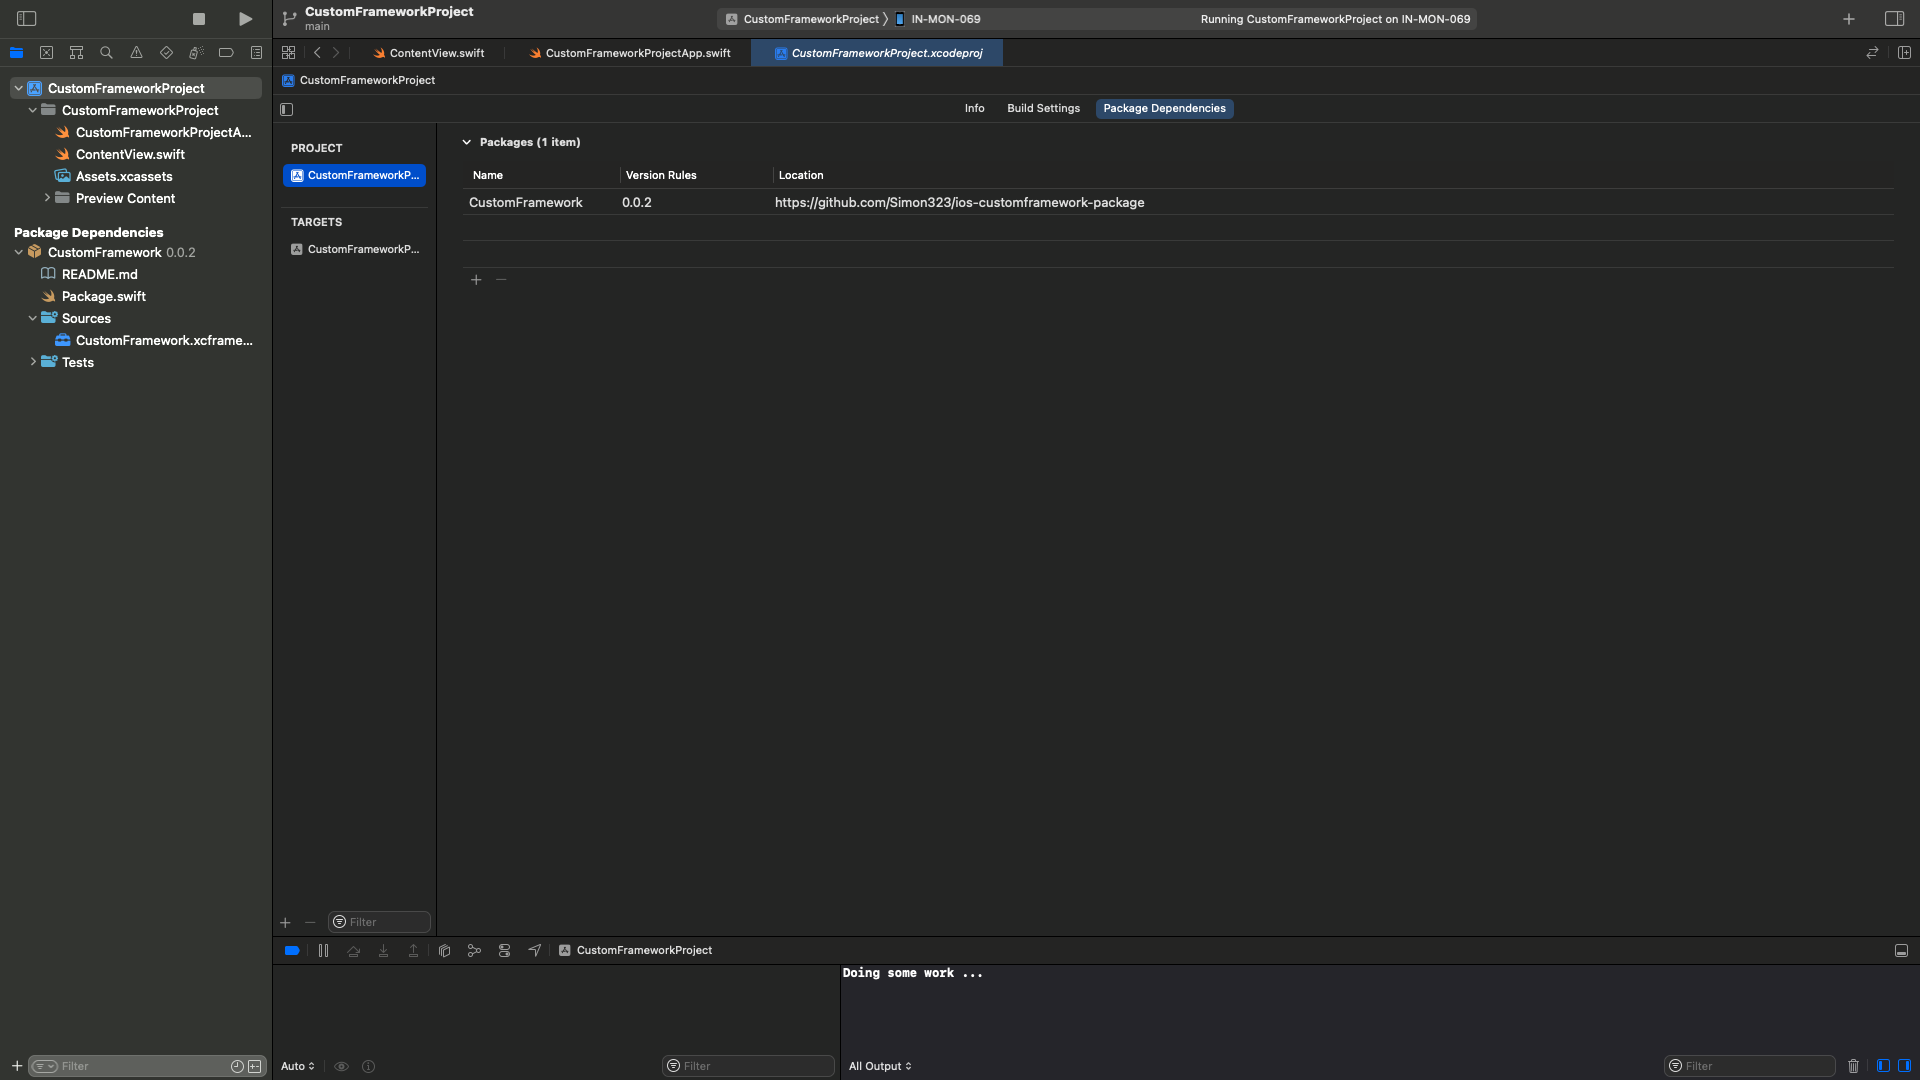 CustomFrameworkProject
main
CustomFrameworkProject
IN-MON-069
Running CustomFrameworkProject on IN-MON-069
ContentView.swift
CustomFrameworkProjectApp.swift
CustomFrameworkProject.xcodeproj
CustomFrameworkProject
Info
Build Settings
Package Dependencies
CustomFrameworkProject
CustomFrameworkProject
CustomFrameworkProjectA...
ContentView.swift
Assets.xcassets
Preview Content
Package Dependencies
CustomFramework 0.0.2
README.md
Package.swift
Sources
CustomFramework.xcframe...
Tests
PROJECT
CustomFrameworkP...
TARGETS
CustomFrameworkP...
Packages (1 item)
Name
Version Rules
Location
CustomFramework
0.0.2
https://github.com/Simon323/ios-customframework-package
Filter
CustomFrameworkProject
Doing some work ...
Filter
Auto
Filter
All Output
Filter